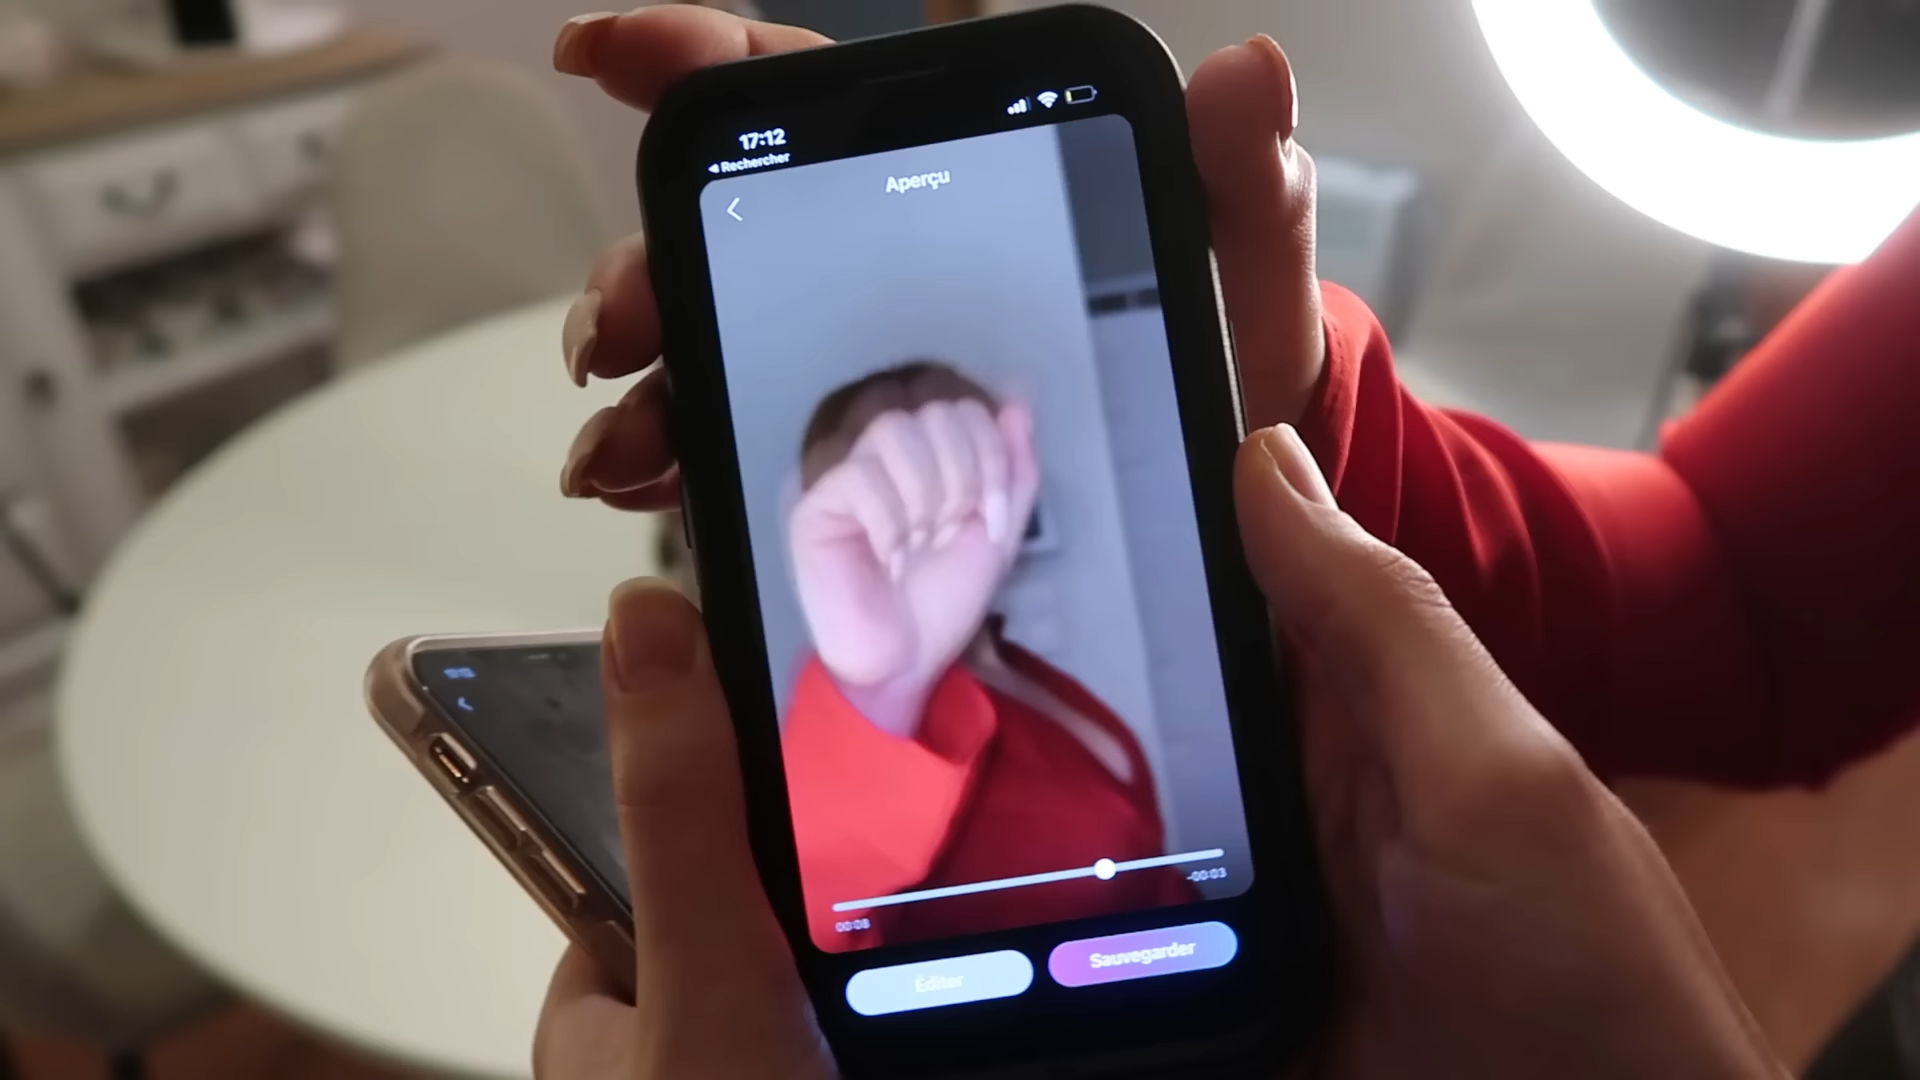 17:12
◀ Rechercher
Aperçu
00:08
-00:03
Éditer
Sauvegarder